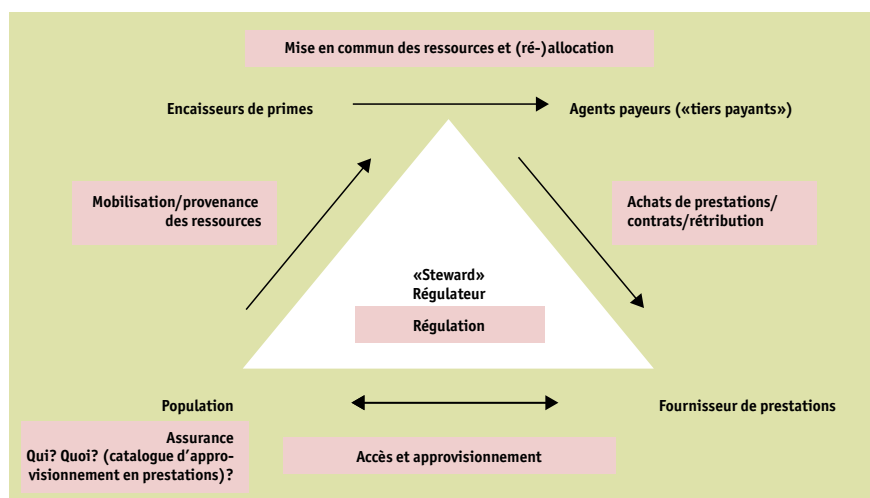 Mise en commun des ressources et (ré-)allocation
Encaisseurs de primes
Agents payeurs («tiers payants»)
Mobilisation/provenance
des ressources
Achats de prestations/
contrats/rétribution
«Steward»
Régulateur
Régulation
Population
Fournisseur de prestations
Assurance
Qui? Quoi? (catalogue d'appro-
visionnement en prestations)?
Accès et approvisionnement